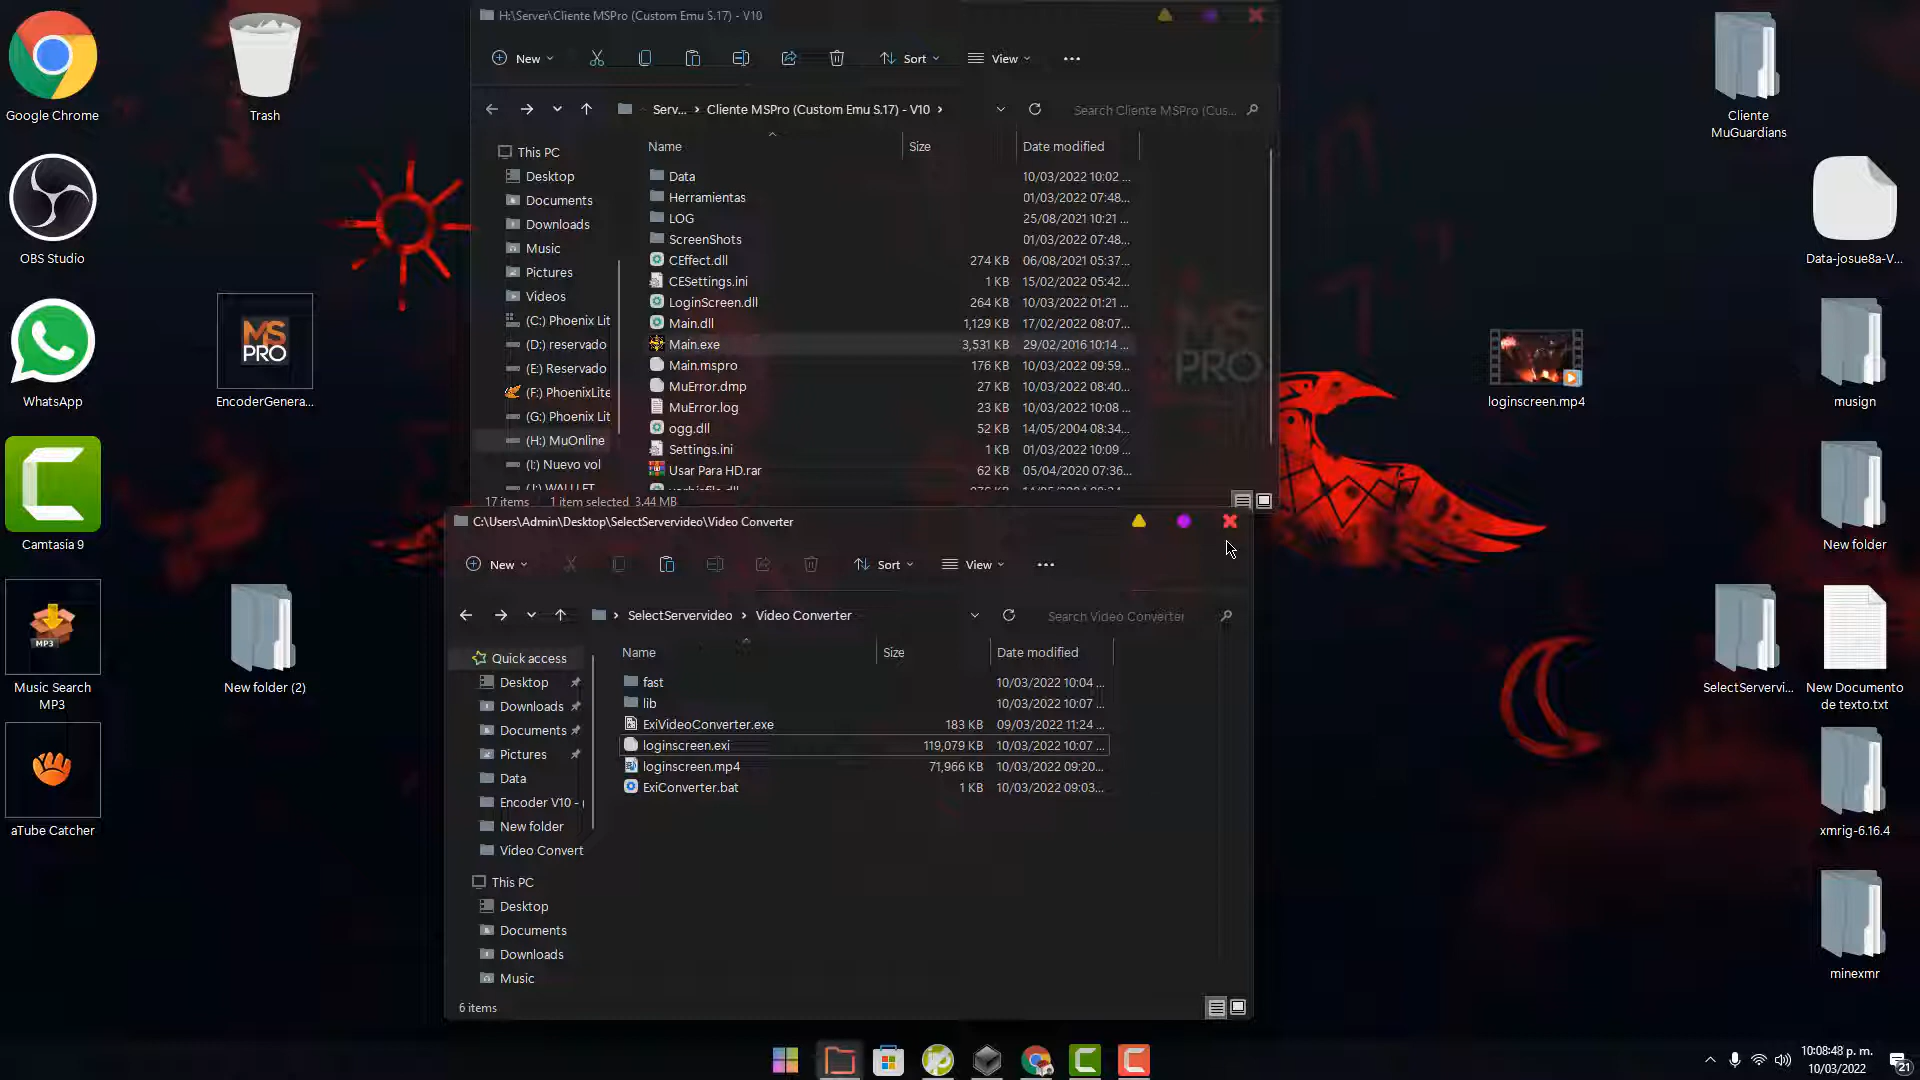 Google Chrome
OBS Studio
WhatsApp
Camtasia 9
MP3
Music Search
MP3
aTube Catcher
Trash
MS
PRO
EncoderGenera...
New folder (2)
H:\Server\Cliente MSPro (Custom Emu S.17) - V10
New
Sort
View
Serv...
Cliente MSPro (Custom Emu S.17) - V10
Search Cliente MSPro (Cus...
Name
Size
Date modified
This PC
Desktop
Documents
Downloads
Music
Pictures
Videos
(C:) Phoenix Lit
(D:) reservado
(E:) Reservado
(F:) PhoenixLite
(G:) Phoenix Lit
(H:) MuOnline
(I:) Nuevo vol
Data 10/03/2022 10:02 ...
Herramientas 01/03/2022 07:48...
LOG 25/08/2021 10:21 ...
ScreenShots 01/03/2022 07:48...
CEffect.dll 274 KB 06/08/2021 05:37...
CESettings.ini 1 KB 15/02/2022 05:42...
LoginScreen.dll 264 KB 10/03/2022 01:21 ...
Main.dll 1,129 KB 17/02/2022 08:07...
Main.exe 3,531 KB 29/02/2016 10:14 ...
Main.mspro 176 KB 10/03/2022 09:59...
MuError.dmp 27 KB 10/03/2022 08:40...
MuError.log 23 KB 10/03/2022 10:08 ...
ogg.dll 52 KB 14/05/2004 08:34...
Settings.ini 1 KB 01/03/2022 10:09 ...
Usar Para HD.rar 62 KB 05/04/2020 07:36...
MS
PRO
17 items 1 item selected 3.44 MB
C:\Users\Admin\Desktop\SelectServervideo\Video Converter
New
Sort
View
SelectServervideo
Video Converter
Search Video Converter
Name
Size
Date modified
Quick access
Desktop
Downloads
Documents
Pictures
Data
Encoder V10 -
New folder
Video Convert
This PC
Desktop
Documents
Downloads
Music
fast 10/03/2022 10:04 ...
lib 10/03/2022 10:07 ...
ExiVideoConverter.exe 183 KB 09/03/2022 11:24 ...
loginscreen.exi 119,079 KB 10/03/2022 10:07 ...
loginscreen.mp4 71,966 KB 10/03/2022 09:20...
ExiConverter.bat 1 KB 10/03/2022 09:03...
6 items
loginscreen.mp4
Cliente
MuGuardians
Data-josue8a-V...
musign
New folder
SelectServervi...
New Documento
de texto.txt
xmrig-6.16.4
minexmr
10:08:48 p. m.
10/03/2022
21